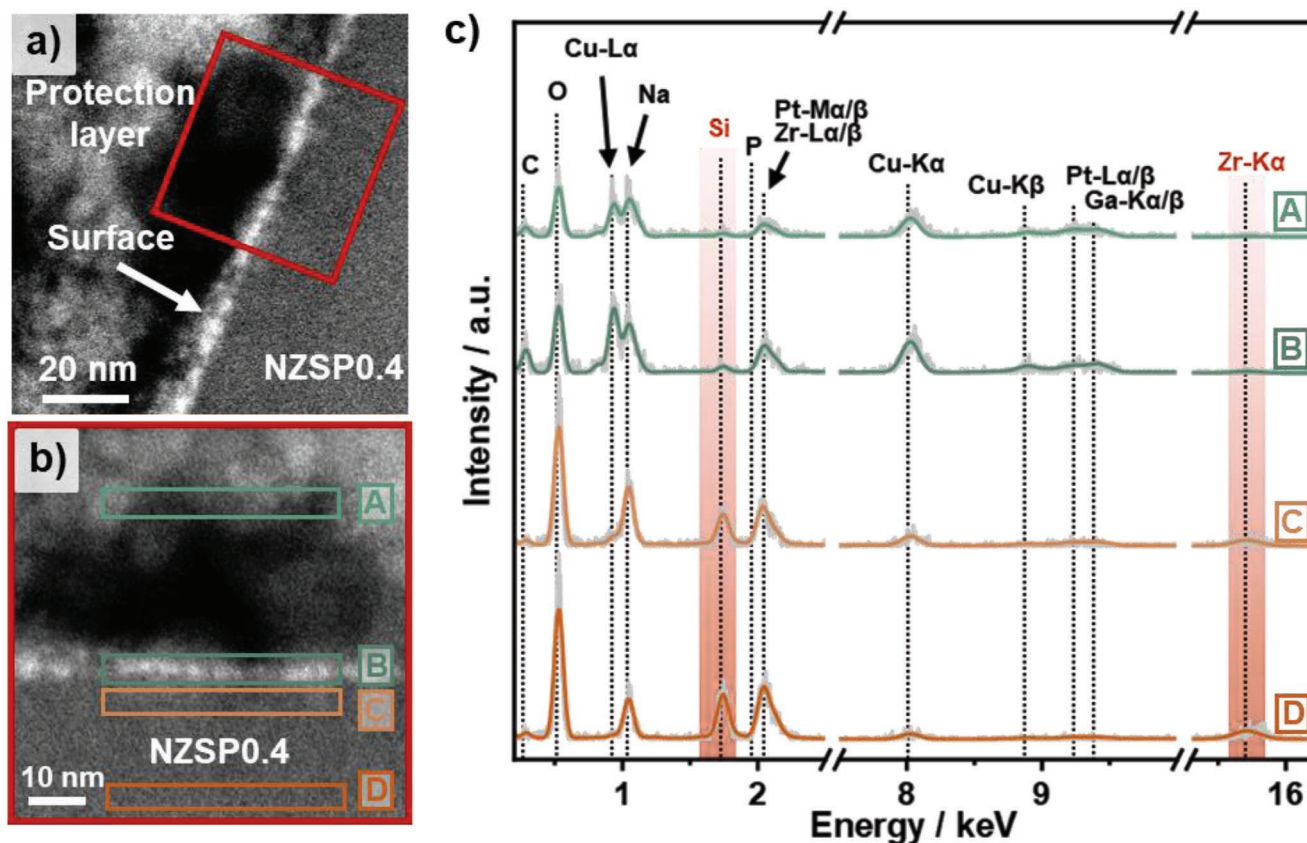 a)
Protection
layer
Surface
20 nm
NZSP0.4
b)
A
B
C
NZSP0.4
10 nm
D
c)
Cu-Lα
O
Na
C
Si
P
Pt-Mα/β
Zr-Lα/β
Cu-Kα
Cu-Kβ
Pt-Lα/β
Ga-Kα/β
Zr-Kα
A
B
C
D
Intensity / a.u.
1
2
8
9
16
Energy / keV